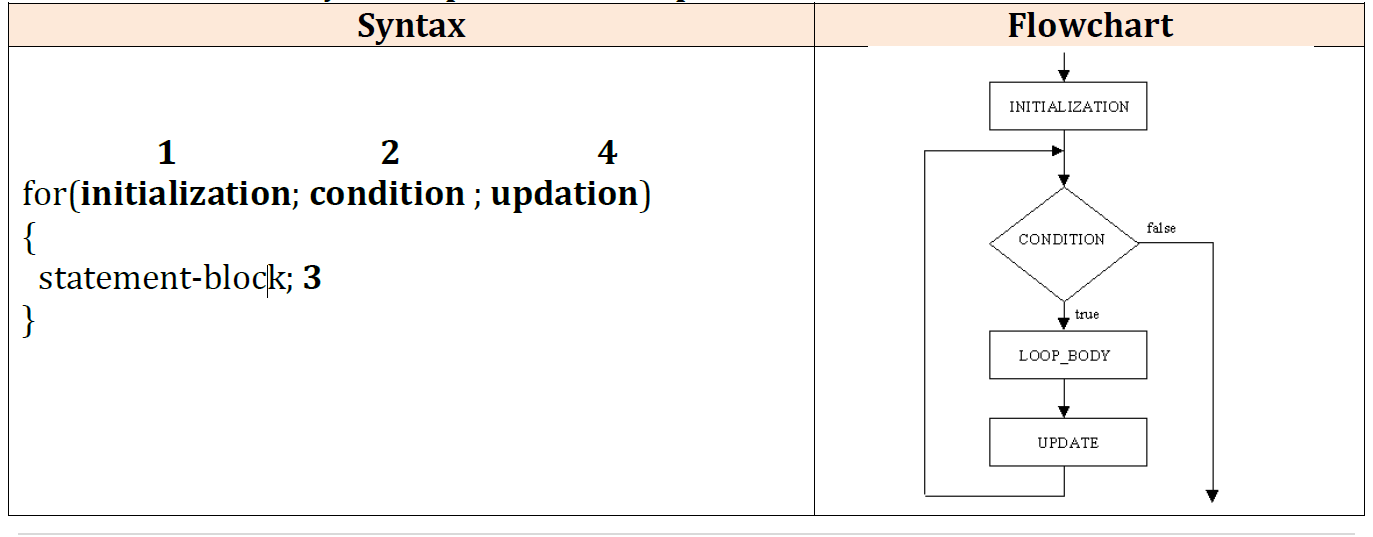 Syntax
Flowchart
1 2 4
for(initialization; condition ; updation)
{
statement-block; 3
}
INITIALIZATION
CONDITION
false
true
LOOP_BODY
UPDATE